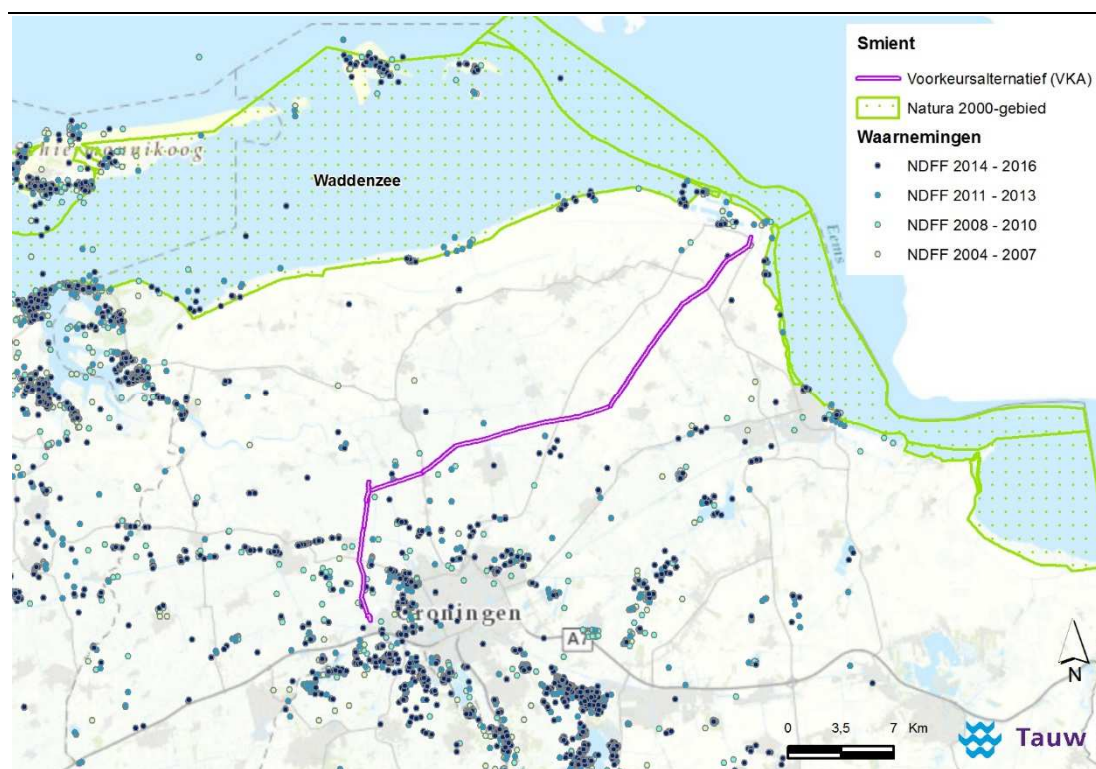 Smient
Voorkeursalternatief (VKA)
Natura 2000-gebied
Waarnemingen
NDFF 2014 - 2016
NDFF 2011 - 2013
NDFF 2008 - 2010
NDFF 2004 - 2007
monnikoog
Waddenzee
Eems
Groningen
A7
N
0 3,5 7 Km
Tauw